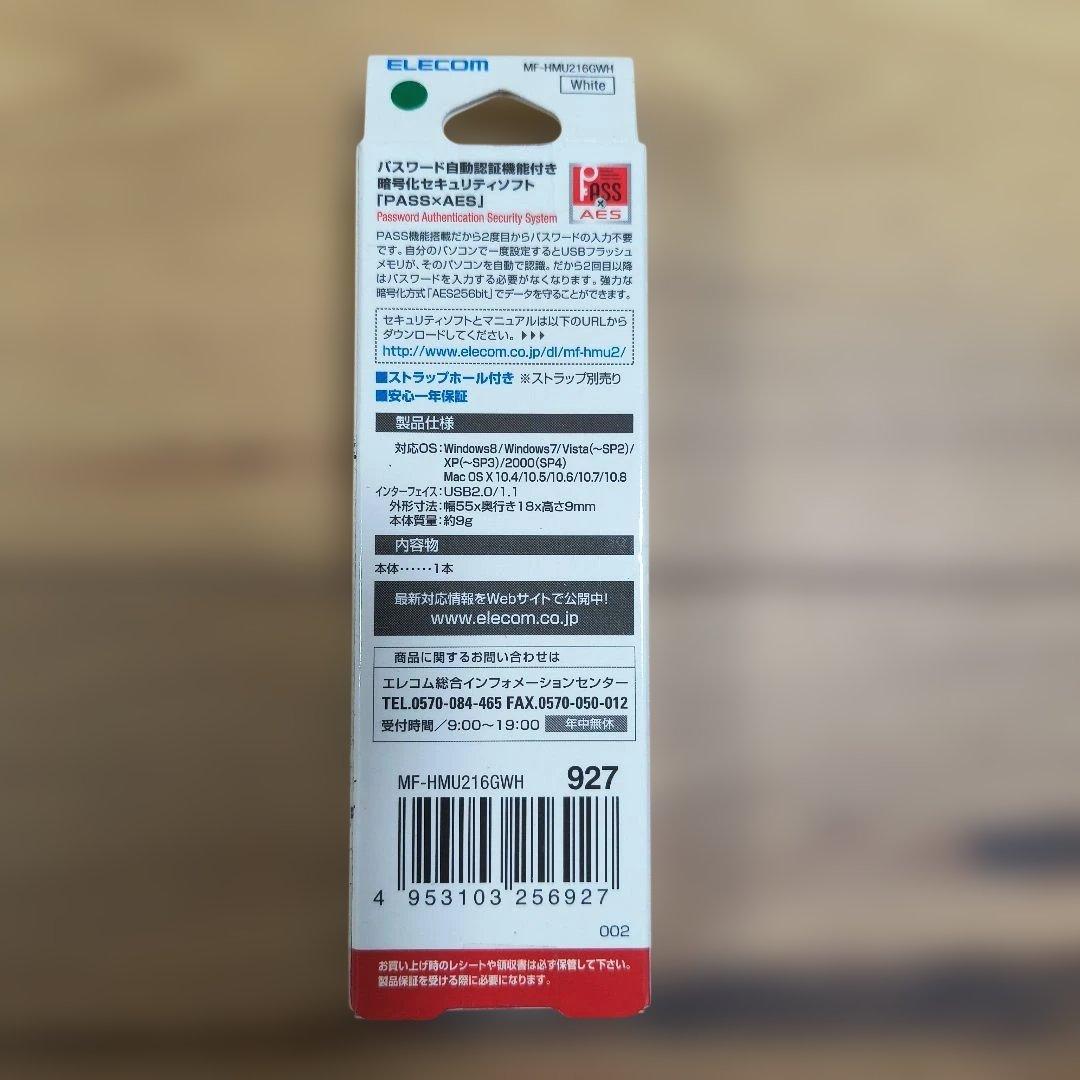 ELECOM
MF-HMU216GWH
White
パスワード自動認証機能付き
暗号化セキュリティソフト
「PASS×AES」
PASS
×
AES
Password Authentication Security System
PASS機能搭載だから2度目からパスワードの入力不要
です。自分のパソコンで一度設定するとUSBフラッシュ
メモリが、そのパソコンを自動で認識。だから2回目以降
はパスワードを入力する必要がなくなります。強力な
暗号化方式「AES256bit」でデータを守ることができます。
セキュリティソフトとマニュアルは以下のURLから
ダウンロードしてください。▶▶▶
http://www.elecom.co.jp/dl/mf-hmu2/
■ストラップホール付き ※ストラップ別売り
■安心一年保証
製品仕様
対応OS:Windows8/Windows7/Vista(~SP2)/
XP(~SP3)/2000(SP4)
Mac OS X 10.4/10.5/10.6/10.7/10.8
インターフェイス:USB2.0/1.1
外形寸法:幅55x奥行き18x高さ9mm
本体質量:約9g
内容物
本体……1本
最新対応情報をWebサイトで公開中!
www.elecom.co.jp
商品に関するお問い合わせは
エレコム総合インフォメーションセンター
TEL.0570-084-465 FAX.0570-050-012
受付時間/9:00~19:00 年中無休
MF-HMU216GWH 927
4 953103 256927
002
お買い上げ時のレシートや領収書は必ず保管して下さい。
製品保証を受ける際に必要になります。